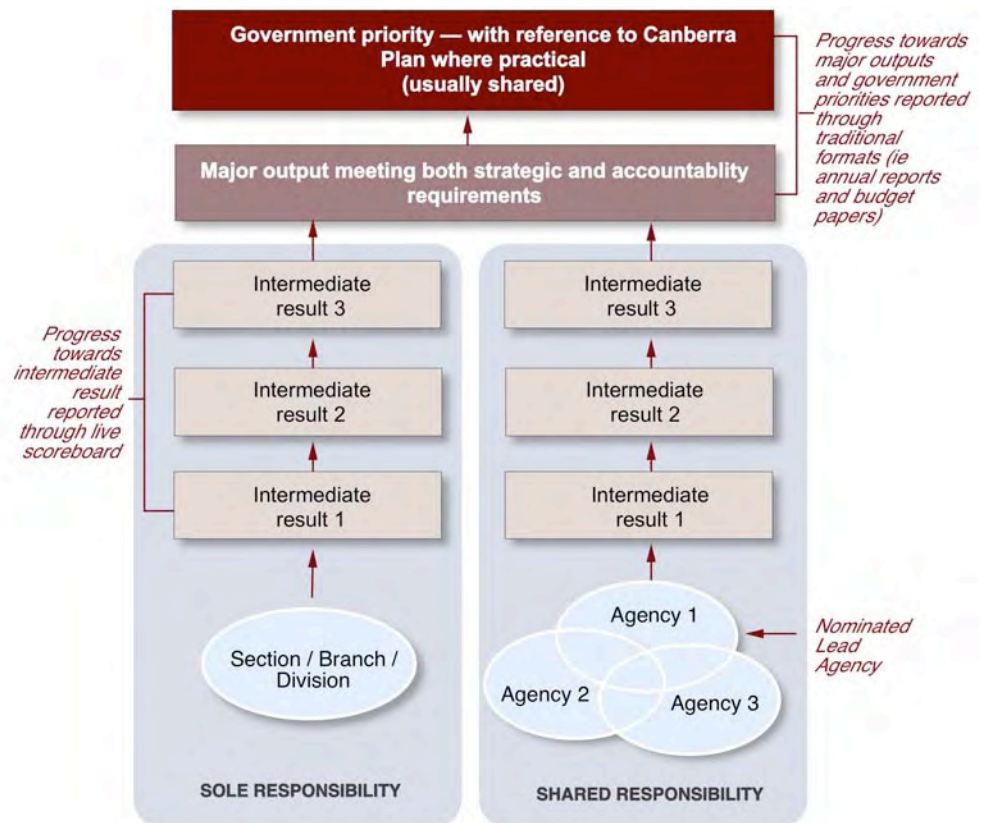 Government priority — with reference to Canberra
Plan where practical
(usually shared)
Progress towards
major outputs
and government
priorities reported
through
traditional
formats (ie
annual reports
and budget
papers)
Major output meeting both strategic and accountablity
requirements
Intermediate
result 3
Intermediate
result 2
Intermediate
result 1
Progress
towards
intermediate
result
reported
through live
scoreboard
Section / Branch /
Division
SOLE RESPONSIBILITY
Intermediate
result 3
Intermediate
result 2
Intermediate
result 1
Agency 1
Agency 2
Agency 3
Nominated
Lead
Agency
SHARED RESPONSIBILITY